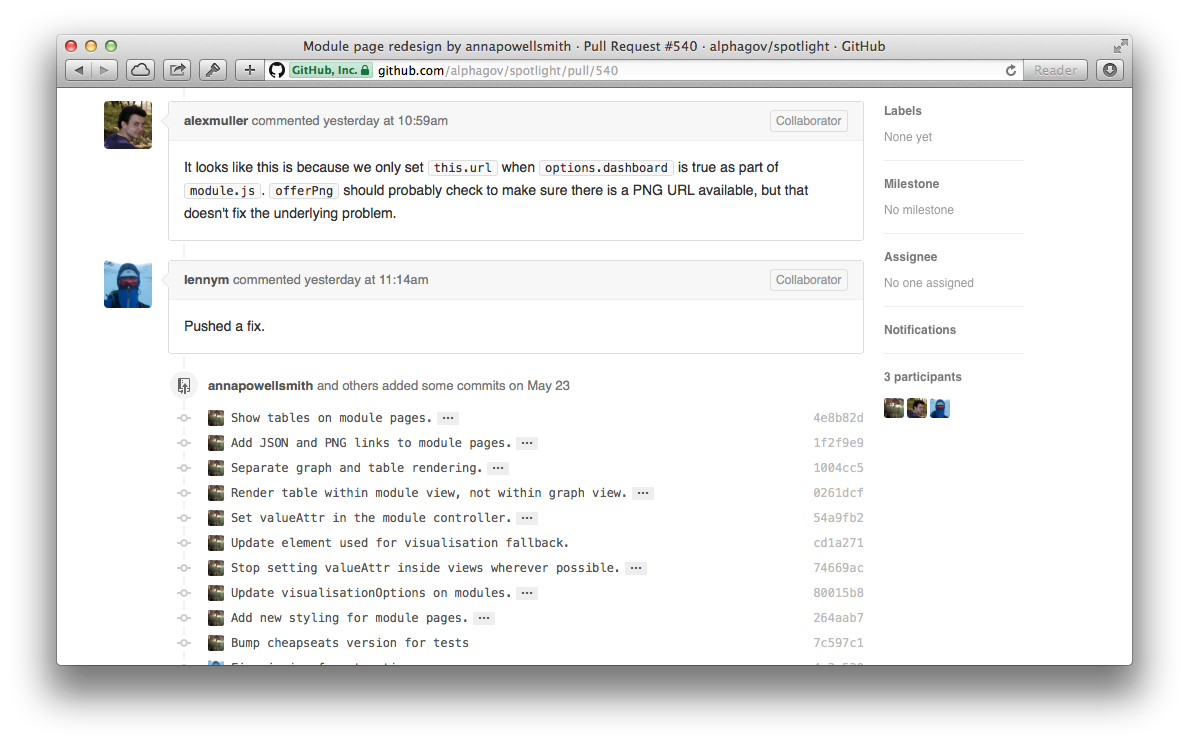 Module page redesign by annapowellsmith · Pull Request #540 · alphagov/spotlight · GitHub
GitHub, Inc. github.com/alphagov/spotlight/pull/540
Reader
alexmuller commented yesterday at 10:59am
Collaborator
It looks like this is because we only set this.url when options.dashboard is true as part of
module.js. offerPng should probably check to make sure there is a PNG URL available, but that
doesn't fix the underlying problem.
lennym commented yesterday at 11:14am
Collaborator
Pushed a fix.
annapowellsmith and others added some commits on May 23
Show tables on module pages. … 4e8b82d
Add JSON and PNG links to module pages. … 1f2f9e9
Separate graph and table rendering. … 1004cc5
Render table within module view, not within graph view. … 0261dcf
Set valueAttr in the module controller. … 54a9fb2
Update element used for visualisation fallback. cd1a271
Stop setting valueAttr inside views wherever possible. … 74669ac
Update visualisationOptions on modules. … 80015b8
Add new styling for module pages. … 264aab7
Bump cheapseats version for tests 7c597c1
Labels
None yet
Milestone
No milestone
Assignee
No one assigned
Notifications
3 participants